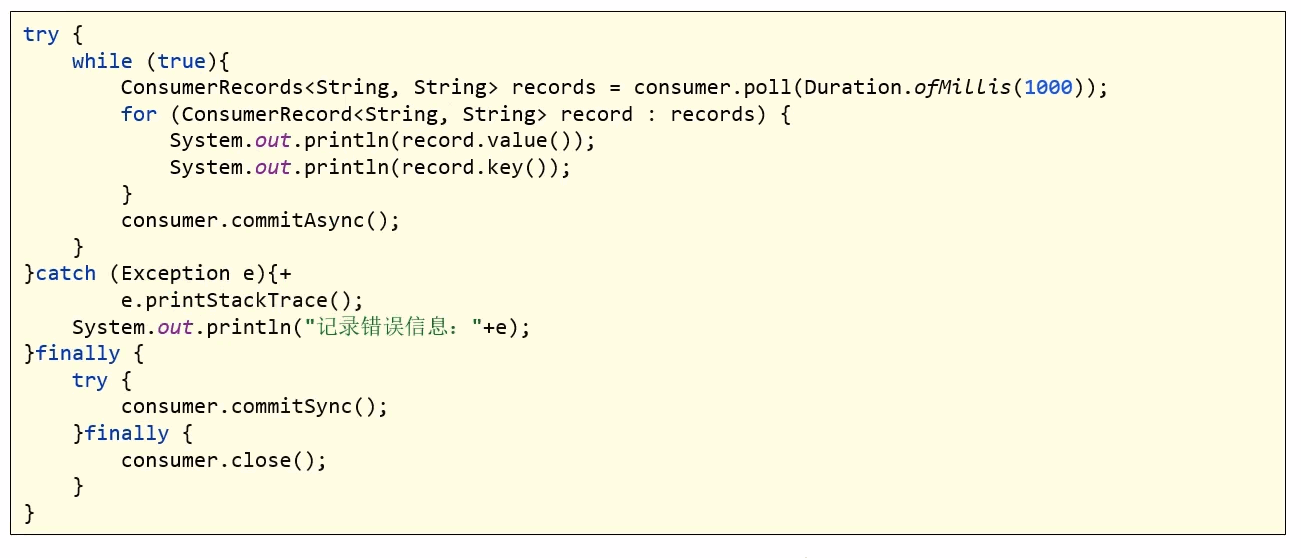 try {
    while (true){
        ConsumerRecords<String, String> records = consumer.poll(Duration.ofMillis(1000));
        for (ConsumerRecord<String, String> record : records) {
            System.out.println(record.value());
            System.out.println(record.key());
        }
        consumer.commitAsync();
    }
}catch (Exception e){+
        e.printStackTrace();
    System.out.println("记录错误信息："+e);
}finally {
    try {
        consumer.commitSync();
    }finally {
        consumer.close();
    }
}